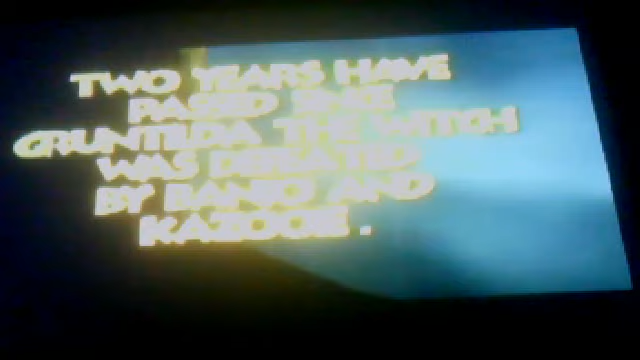 TWO YEARS HAVE
PASSED SINCE
GRUNTILDA THE WITCH
WAS DEFEATED
BY BANJO AND
KAZOOIE.